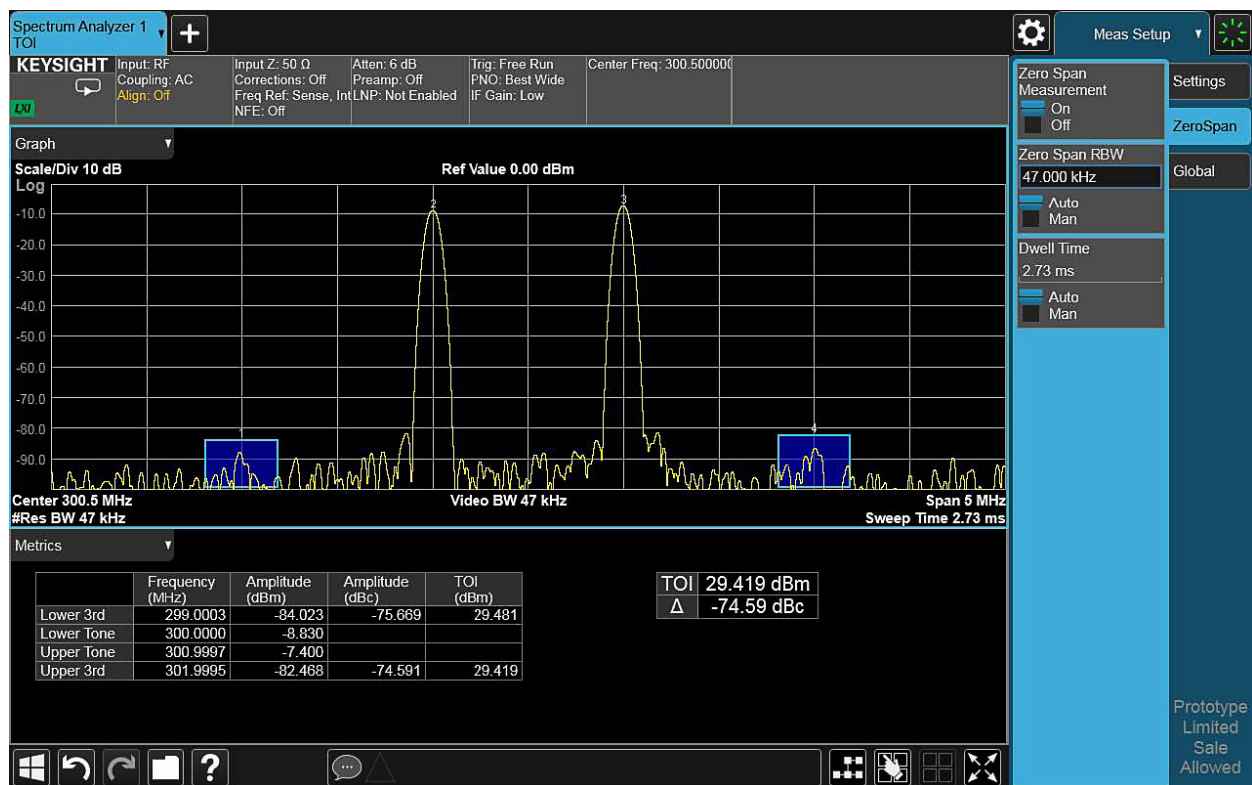 Spectrum Analyzer 1
TOI
Meas Setup
KEYSIGHT
LXI
Input: RF
Coupling: AC
Align: Off
Input Z: 50 Ω
Corrections: Off
Freq Ref: Sense, Int
NFE: Off
Atten: 6 dB
Preamp: Off
LNP: Not Enabled
Trig: Free Run
PNO: Best Wide
IF Gain: Low
Center Freq: 300.500000
Graph
Scale/Div 10 dB
Ref Value 0.00 dBm
Log
-10.0
-20.0
-30.0
-40.0
-50.0
-60.0
-70.0
-80.0
-90.0
1
2
3
4
Center 300.5 MHz
Video BW 47 kHz
Span 5 MHz
#Res BW 47 kHz
Sweep Time 2.73 ms
Metrics
Frequency (MHz) Amplitude (dBm) Amplitude (dBc) TOI (dBm)
Lower 3rd 299.0003 -84.023 -75.669 29.481
Lower Tone 300.0000 -8.830
Upper Tone 300.9997 -7.400
Upper 3rd 301.9995 -82.468 -74.591 29.419
TOI 29.419 dBm
Δ -74.59 dBc
Zero Span
Measurement
On
Off
Zero Span RBW
47.000 kHz
Auto
Man
Dwell Time
2.73 ms
Auto
Man
Settings
ZeroSpan
Global
Prototype
Limited
Sale
Allowed